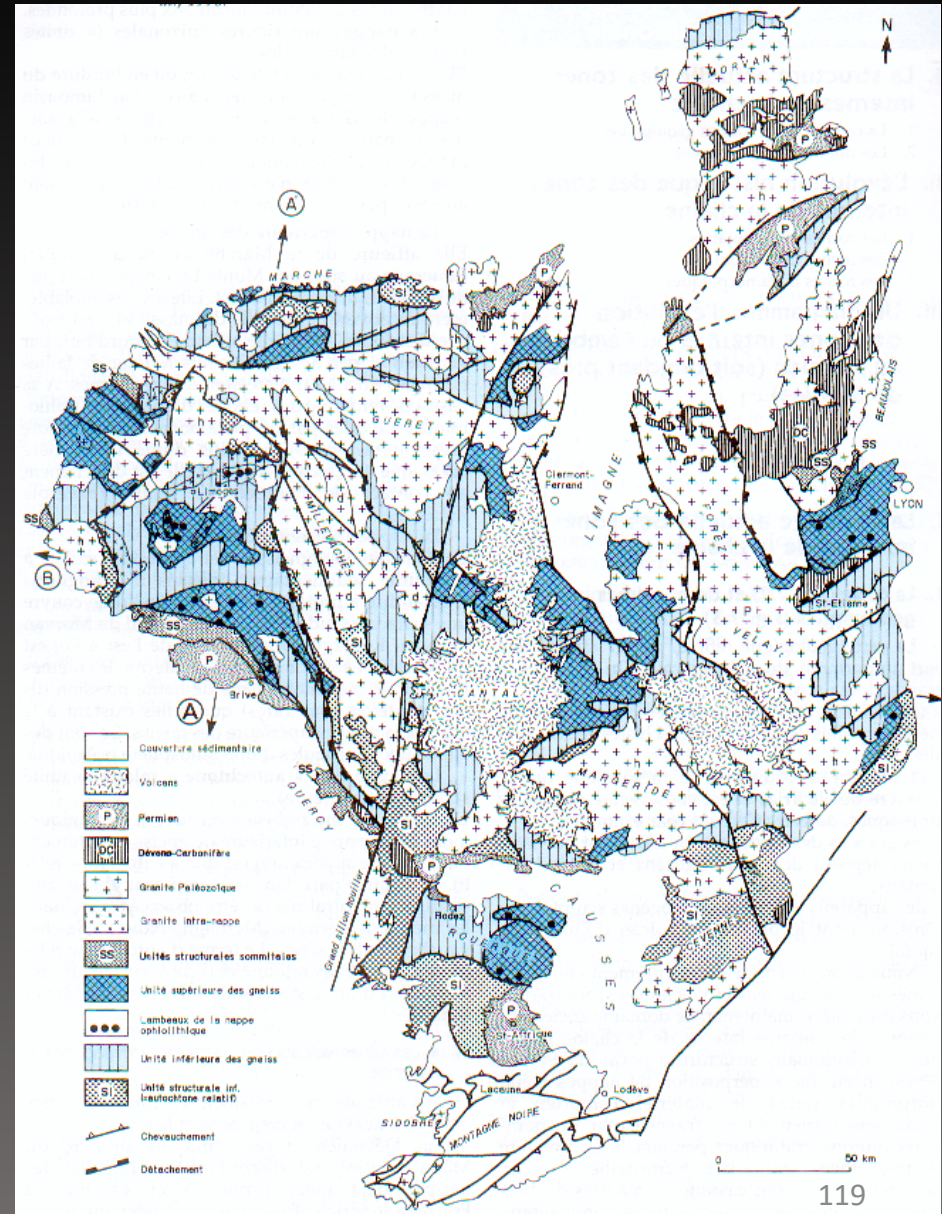 N
MORVAN
DC
P
h
P
A'
MARCHE
SI
P
SS
GUERET
d
h
DC
BEAUJOLAIS
SS
Clermont-
Ferrand
LIMAGNE
FOREZ
LYON
Limoges
MILLEVACHES
SS
B
St-Etienne
P
VELAY
SS
P
SI
Brive
A
CANTAL
SI
QUERCY
MARGERIDE
SI
P
Grand sillon houiller
Rodez
ROUERGUE
CAUSSES
SI
CEVENNES
h
SI
P
St-Affrique
Lacaune
Lodève
SIDOBRE
MONTAGNE NOIRE
Couverture sédimentaire
Volcans
P Permien
DC Dévono-Carbonifère
Granite Paléozoïque
Granite intra-nappe
SS Unités structurales sommitales
Unité supérieure des gneiss
Lambeaux de la nappe
ophiolithique
Unité inférieure des gneiss
SI Unité structurale inf.
(=autochtone relatif)
Chevauchement
Détachement
0 50 km
119